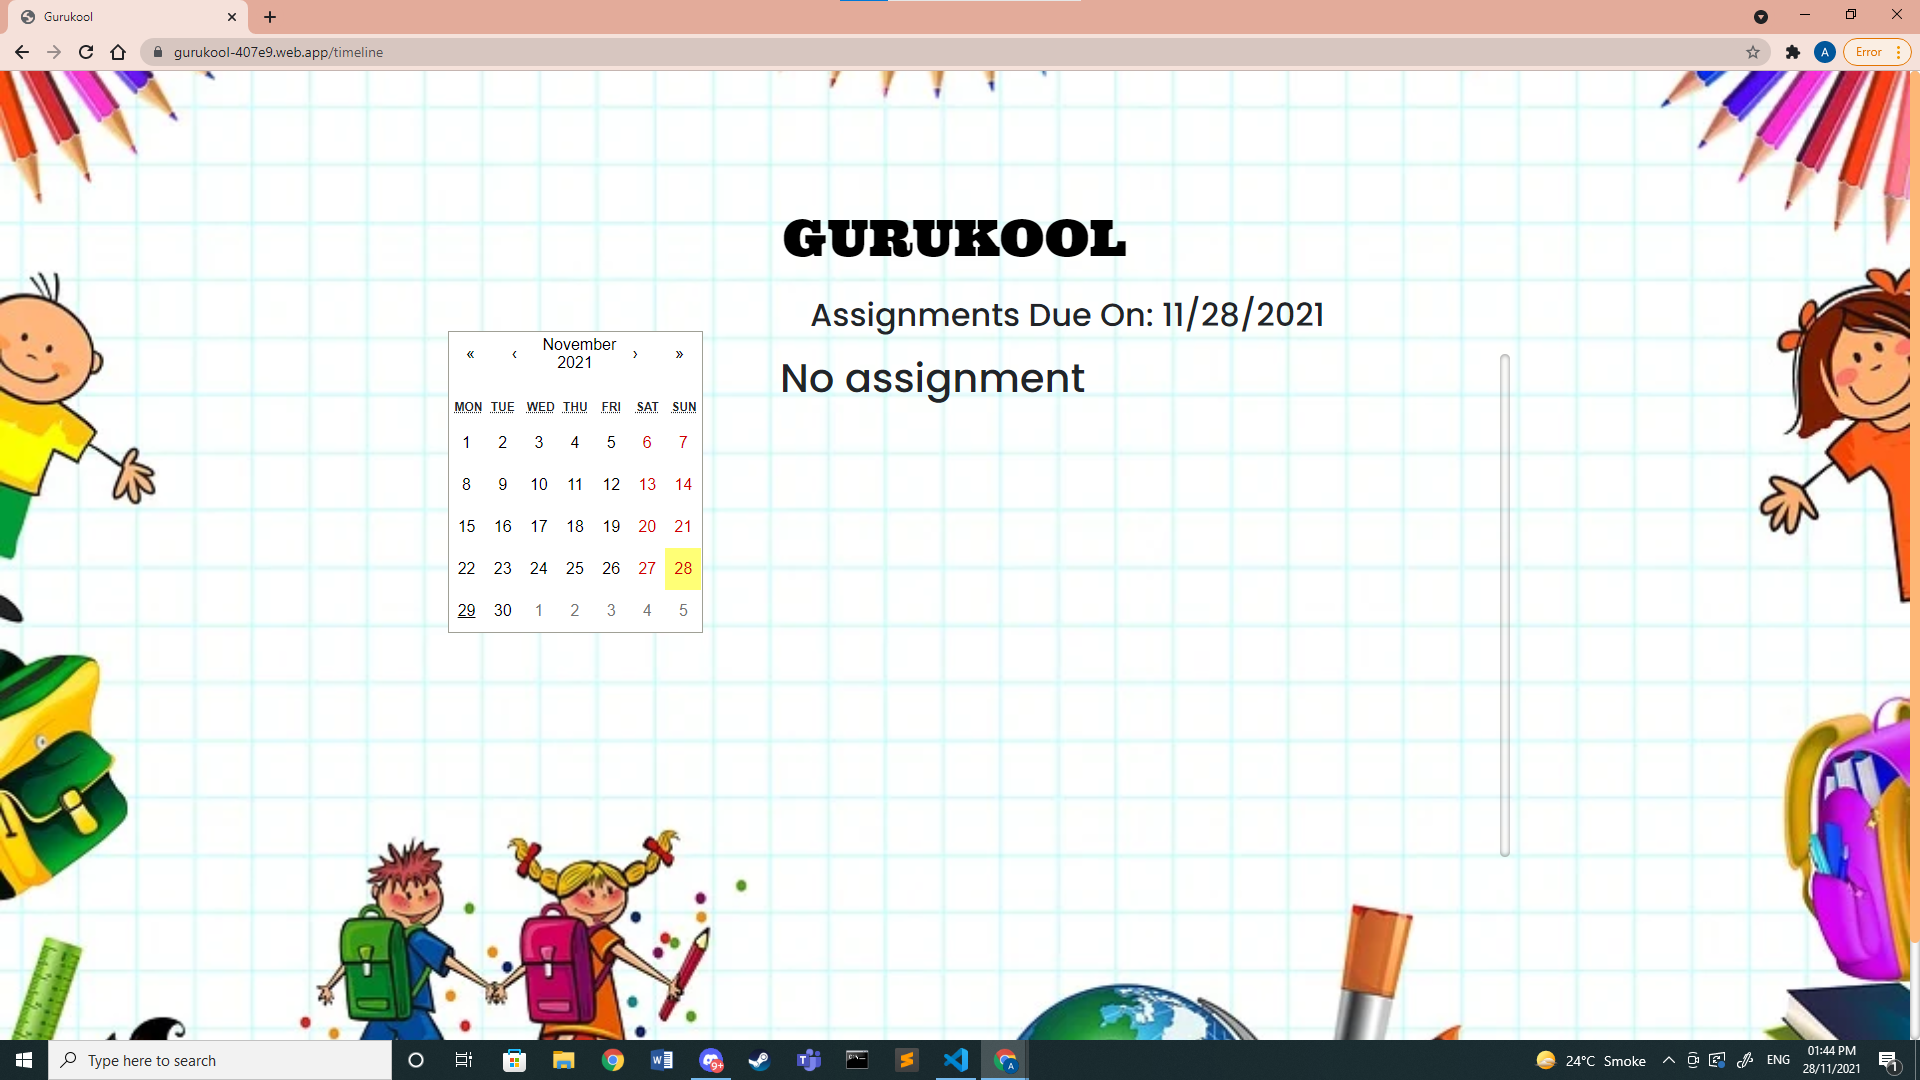 Gurukool
gurukool-407e9.web.app/timeline
A
Error
GURUKOOL
Assignments Due On: 11/28/2021
No assignment
« ‹ November 2021 › »
MON TUE WED THU FRI SAT SUN
1 2 3 4 5 6 7
8 9 10 11 12 13 14
15 16 17 18 19 20 21
22 23 24 25 26 27 28
29 30 1 2 3 4 5
Type here to search
9+
A
24°C Smoke
ENG
01:44 PM
28/11/2021
1